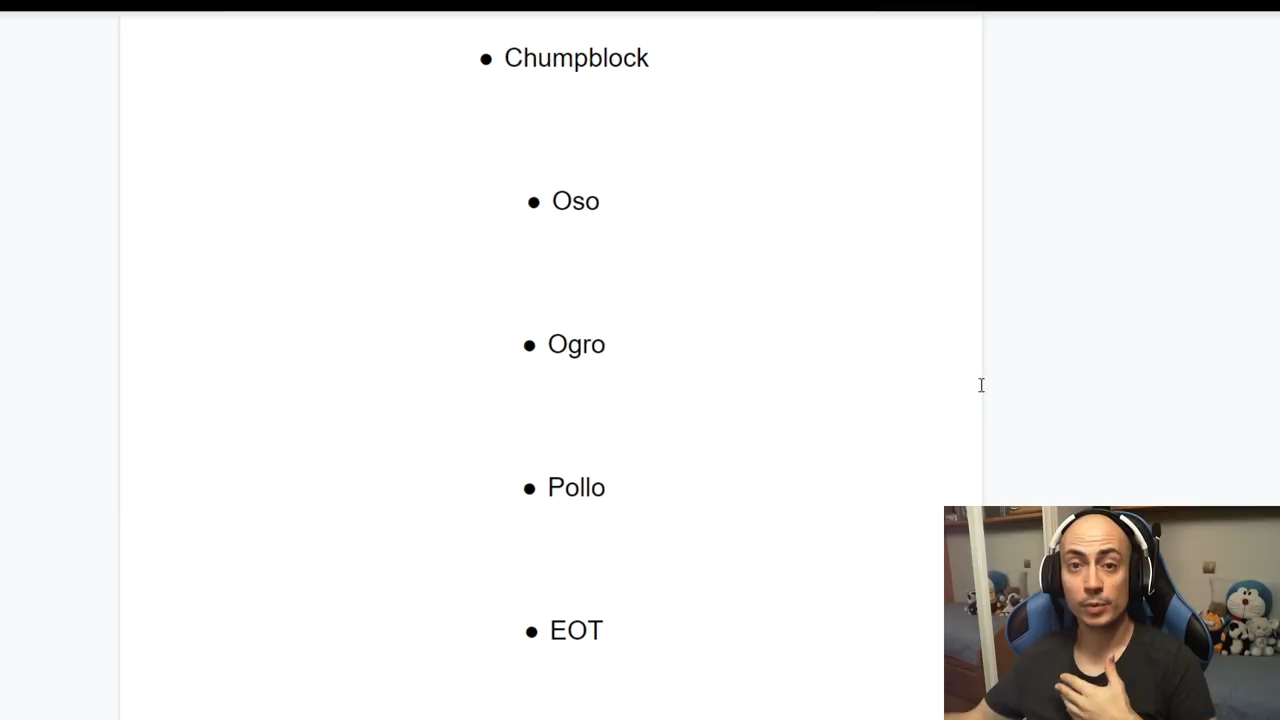 ● Chumpblock
● Oso
● Ogro
● Pollo
● EOT